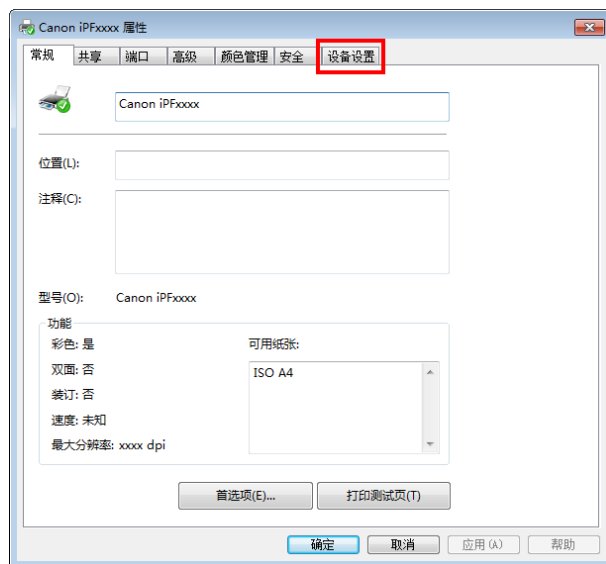 Canon iPFxxxx 属性
常规 共享 端口 高级 颜色管理 安全 设备设置
Canon iPFxxxx
位置(L):
注释(C):
型号(O): Canon iPFxxxx
功能
彩色: 是 可用纸张:
双面: 否 ISO A4
装订: 否
速度: 未知
最大分辨率: xxxx dpi
首选项(E)... 打印测试页(T)
确定 取消 应用(A) 帮助